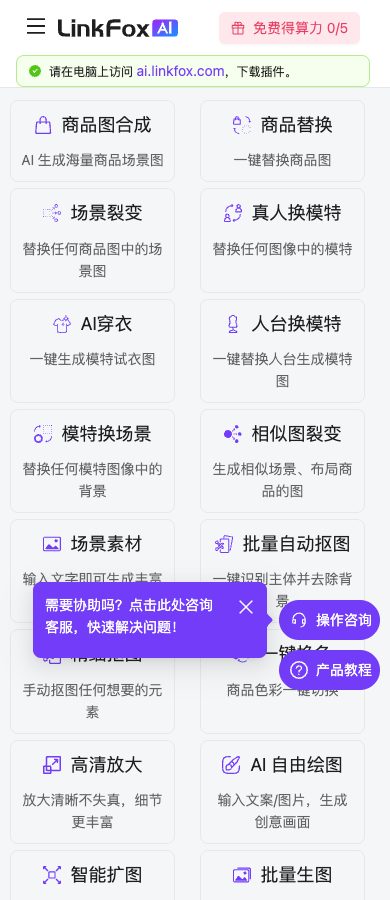 LinkFox AI
免费得算力 0/5
请在电脑上访问 ai.linkfox.com，下载插件。
商品图合成
AI 生成海量商品场景图
商品替换
一键替换商品图
场景裂变
替换任何商品图中的场
景图
真人换模特
替换任何图像中的模特
AI穿衣
一键生成模特试衣图
人台换模特
一键替换人台生成模特
图
模特换场景
替换任何模特图像中的
背景
相似图裂变
生成相似场景、布局商
品的图
场景素材
输入文字即可生成丰富
批量自动抠图
一键识别主体并去除背
景
需要协助吗？点击此处咨询
客服，快速解决问题！
操作咨询
产品教程
精细抠图
手动抠图任何想要的元
素
一键换色
商品色彩一键切换
高清放大
放大清晰不失真，细节
更丰富
AI 自由绘图
输入文案/图片，生成
创意画面
智能扩图
批量生图